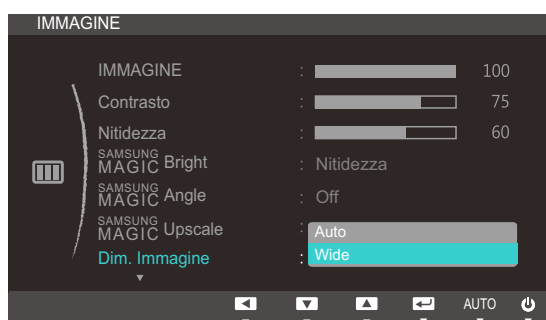 IMMAGINE
IMMAGINE : 100
Contrasto : 75
Nitidezza : 60
SAMSUNG MAGIC Bright : Nitidezza
SAMSUNG MAGIC Angle : Off
SAMSUNG MAGIC Upscale :
Auto
Dim. Immagine : Wide
AUTO